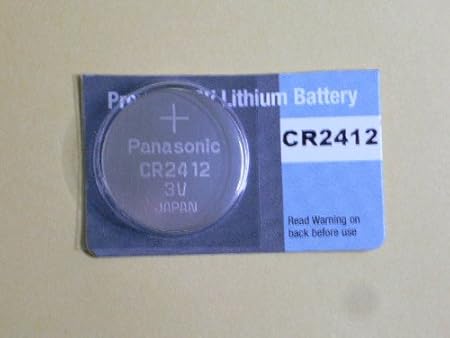 Lithium Battery
CR2412
+
Panasonic
CR2412
3V
JAPAN
Read Warning on
back before use